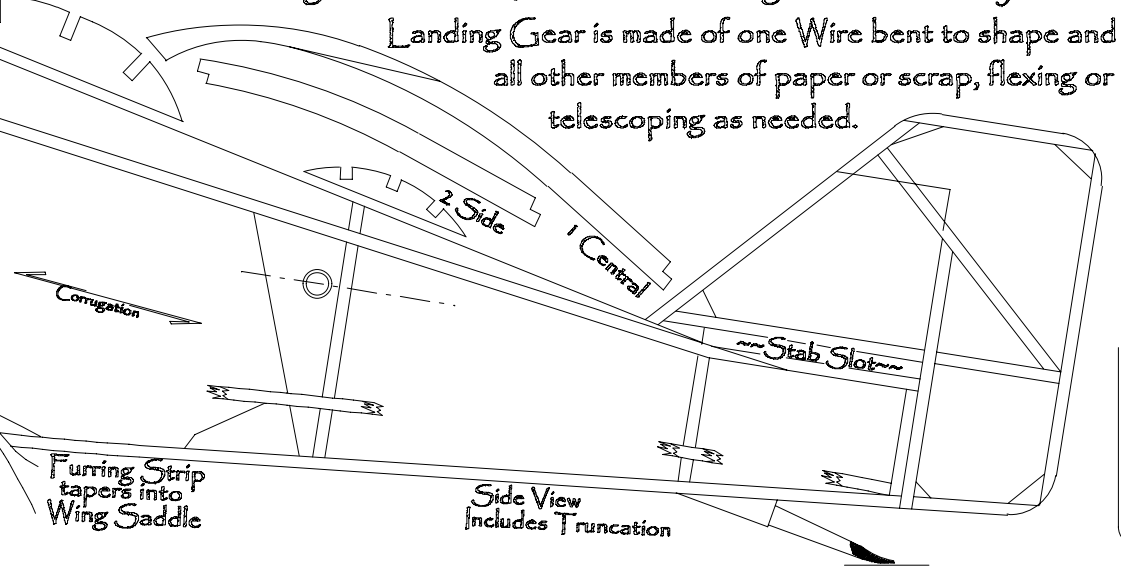 Landing Gear is made of one Wire bent to shape and
all other members of paper or scrap, flexing or
telescoping as needed.
2 Side
1 Central
Corrugation
~~Stab Slot~~
Furring Strip
tapers into
Wing Saddle
Side View
Includes Truncation